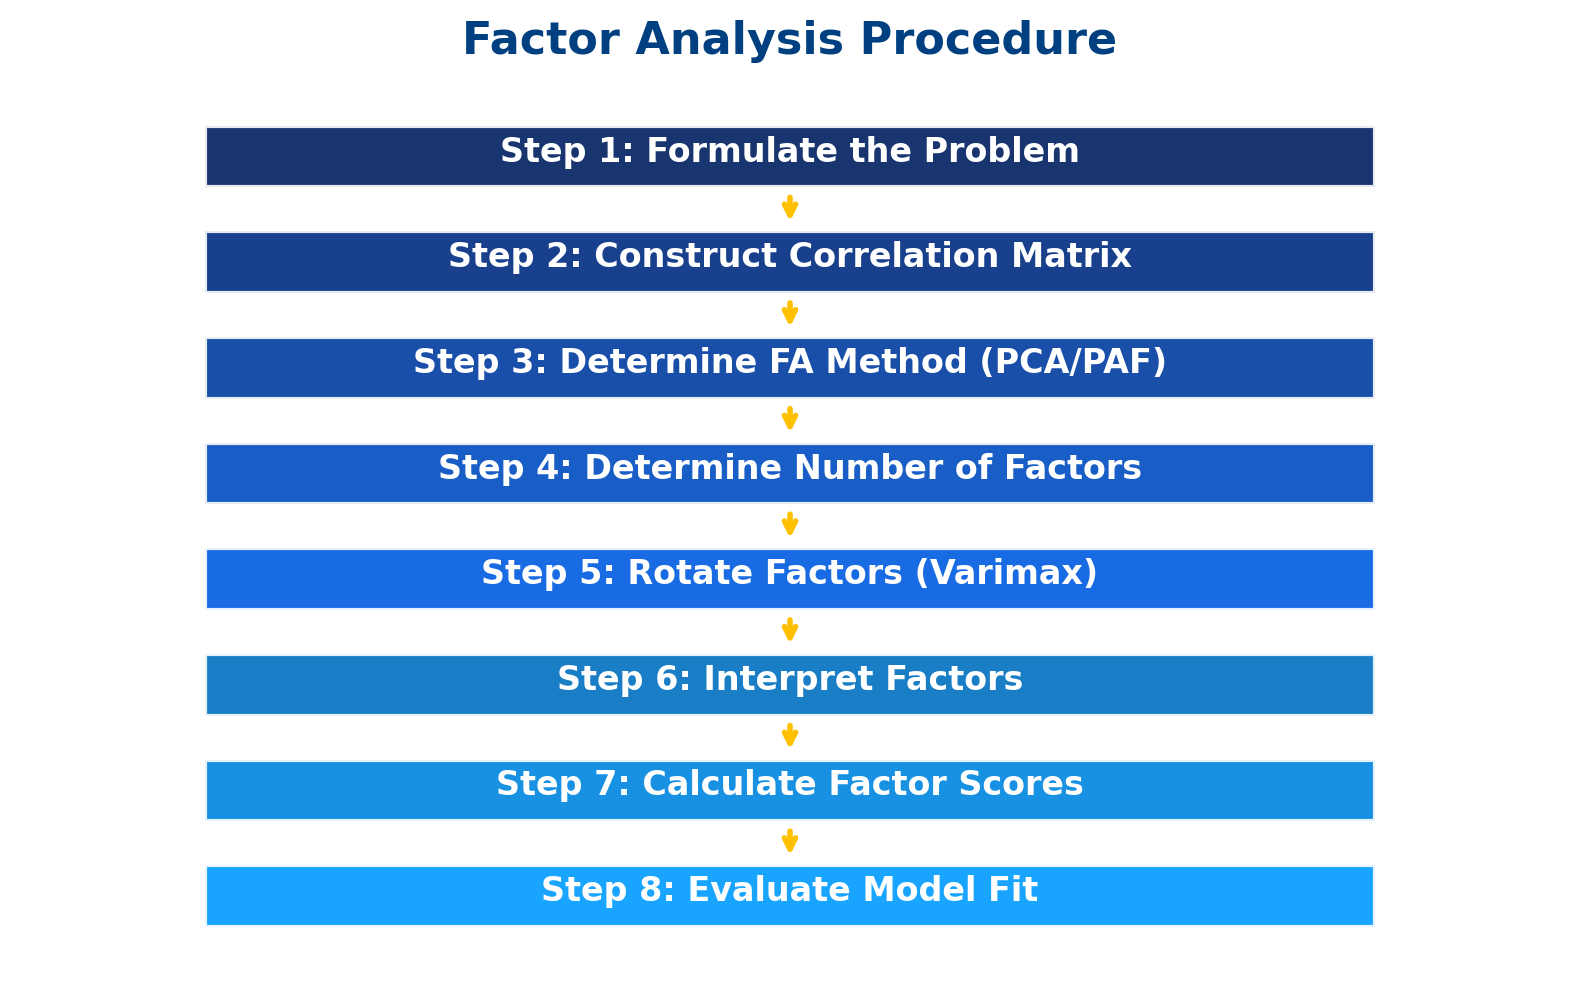 Factor Analysis Procedure
Step 1: Formulate the Problem
Step 2: Construct Correlation Matrix
Step 3: Determine FA Method (PCA/PAF)
Step 4: Determine Number of Factors
Step 5: Rotate Factors (Varimax)
Step 6: Interpret Factors
Step 7: Calculate Factor Scores
Step 8: Evaluate Model Fit